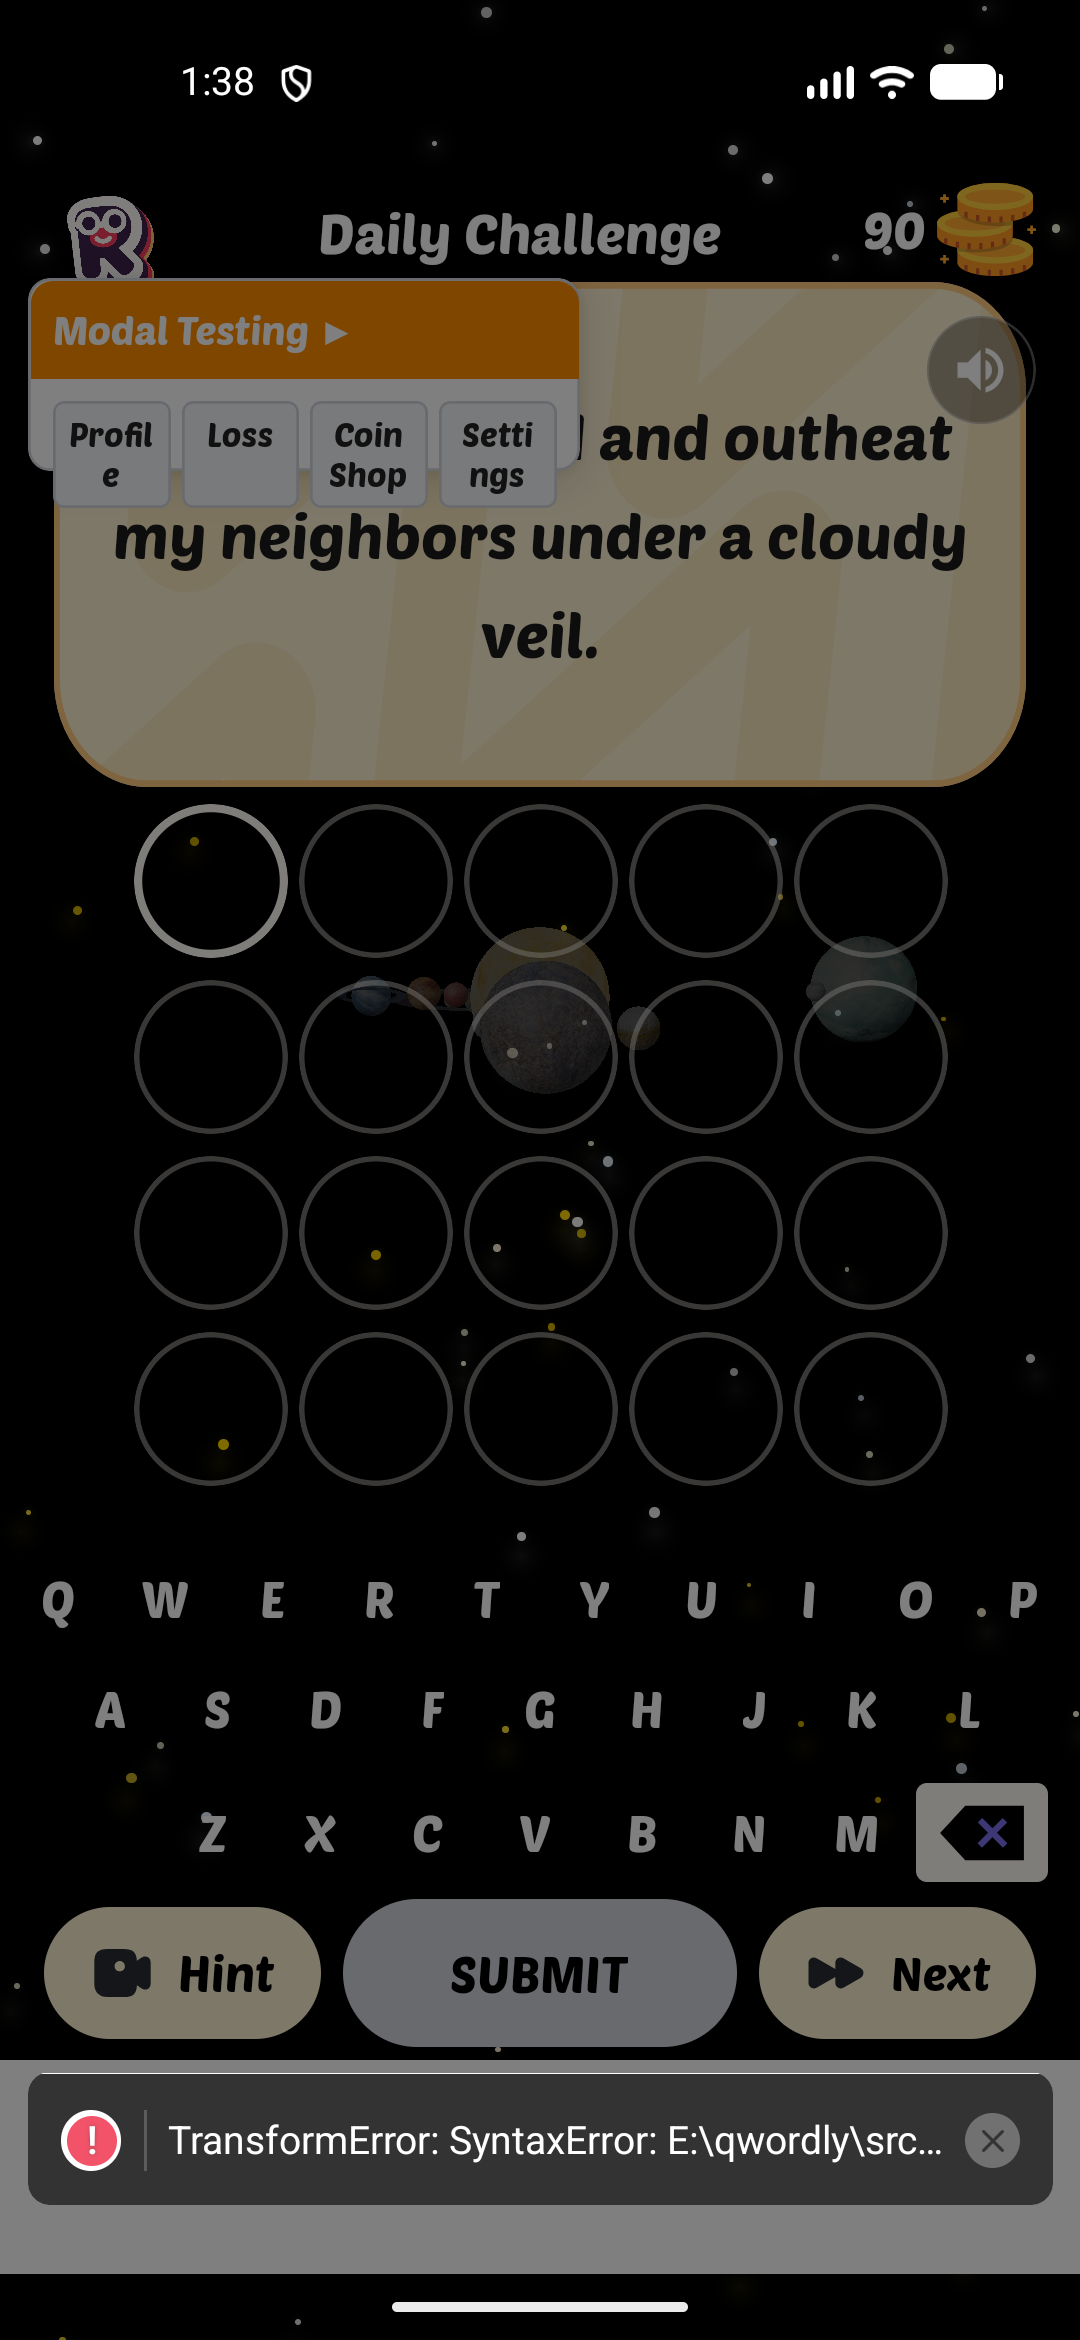 1:38
Daily Challenge
90
Modal Testing ►
Profil
e
Loss
Coin
Shop
Setti
ngs
and outheat
my neighbors under a cloudy
veil.
Q W E R T Y U I O P
A S D F G H J K L
Z X C V B N M
Hint
SUBMIT
Next
TransformError: SyntaxError: E:\qwordly\src...